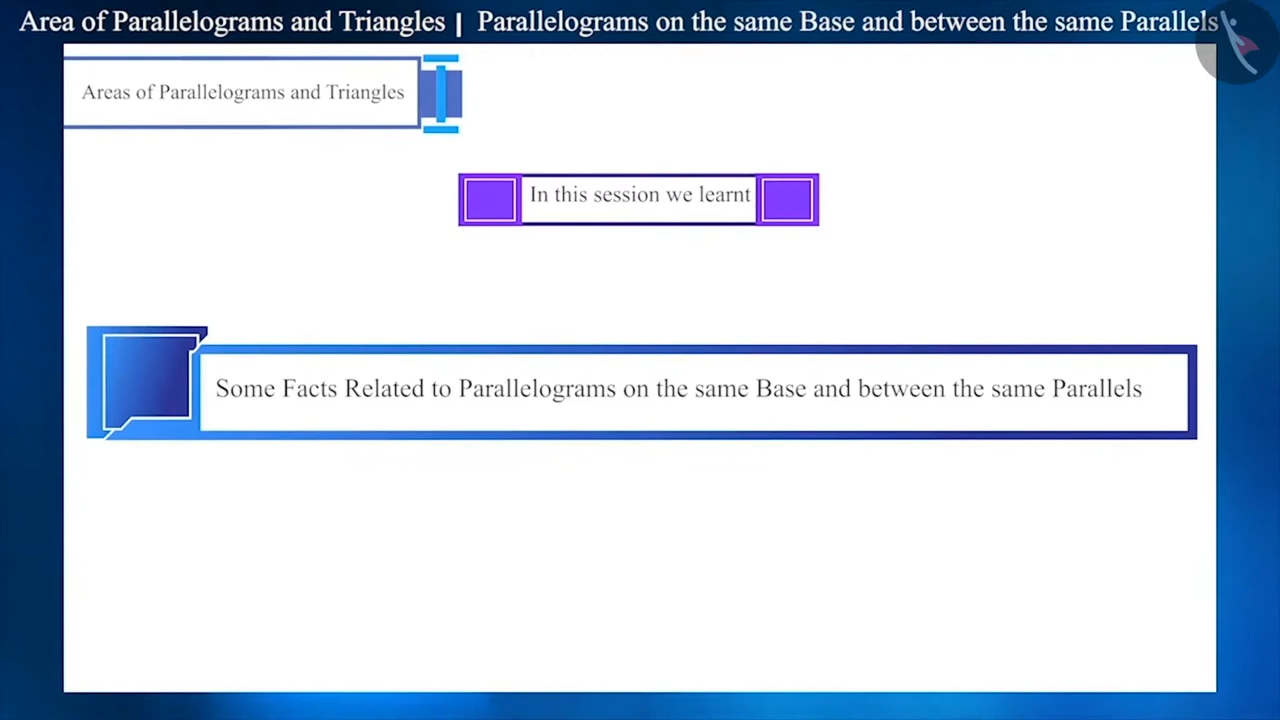 Area of Parallelograms and Triangles | Parallelograms on the same Base and between the same Parallels
Areas of Parallelograms and Triangles
In this session we learnt
Some Facts Related to Parallelograms on the same Base and between the same Parallels